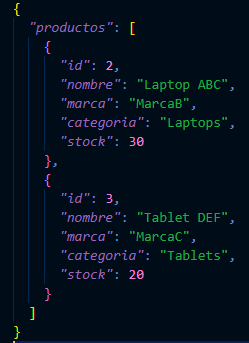 {
"productos": [
{
"id": 2,
"nombre": "Laptop ABC",
"marca": "MarcaB",
"categoria": "Laptops",
"stock": 30
},
{
"id": 3,
"nombre": "Tablet DEF",
"marca": "MarcaC",
"categoria": "Tablets",
"stock": 20
}
]
}